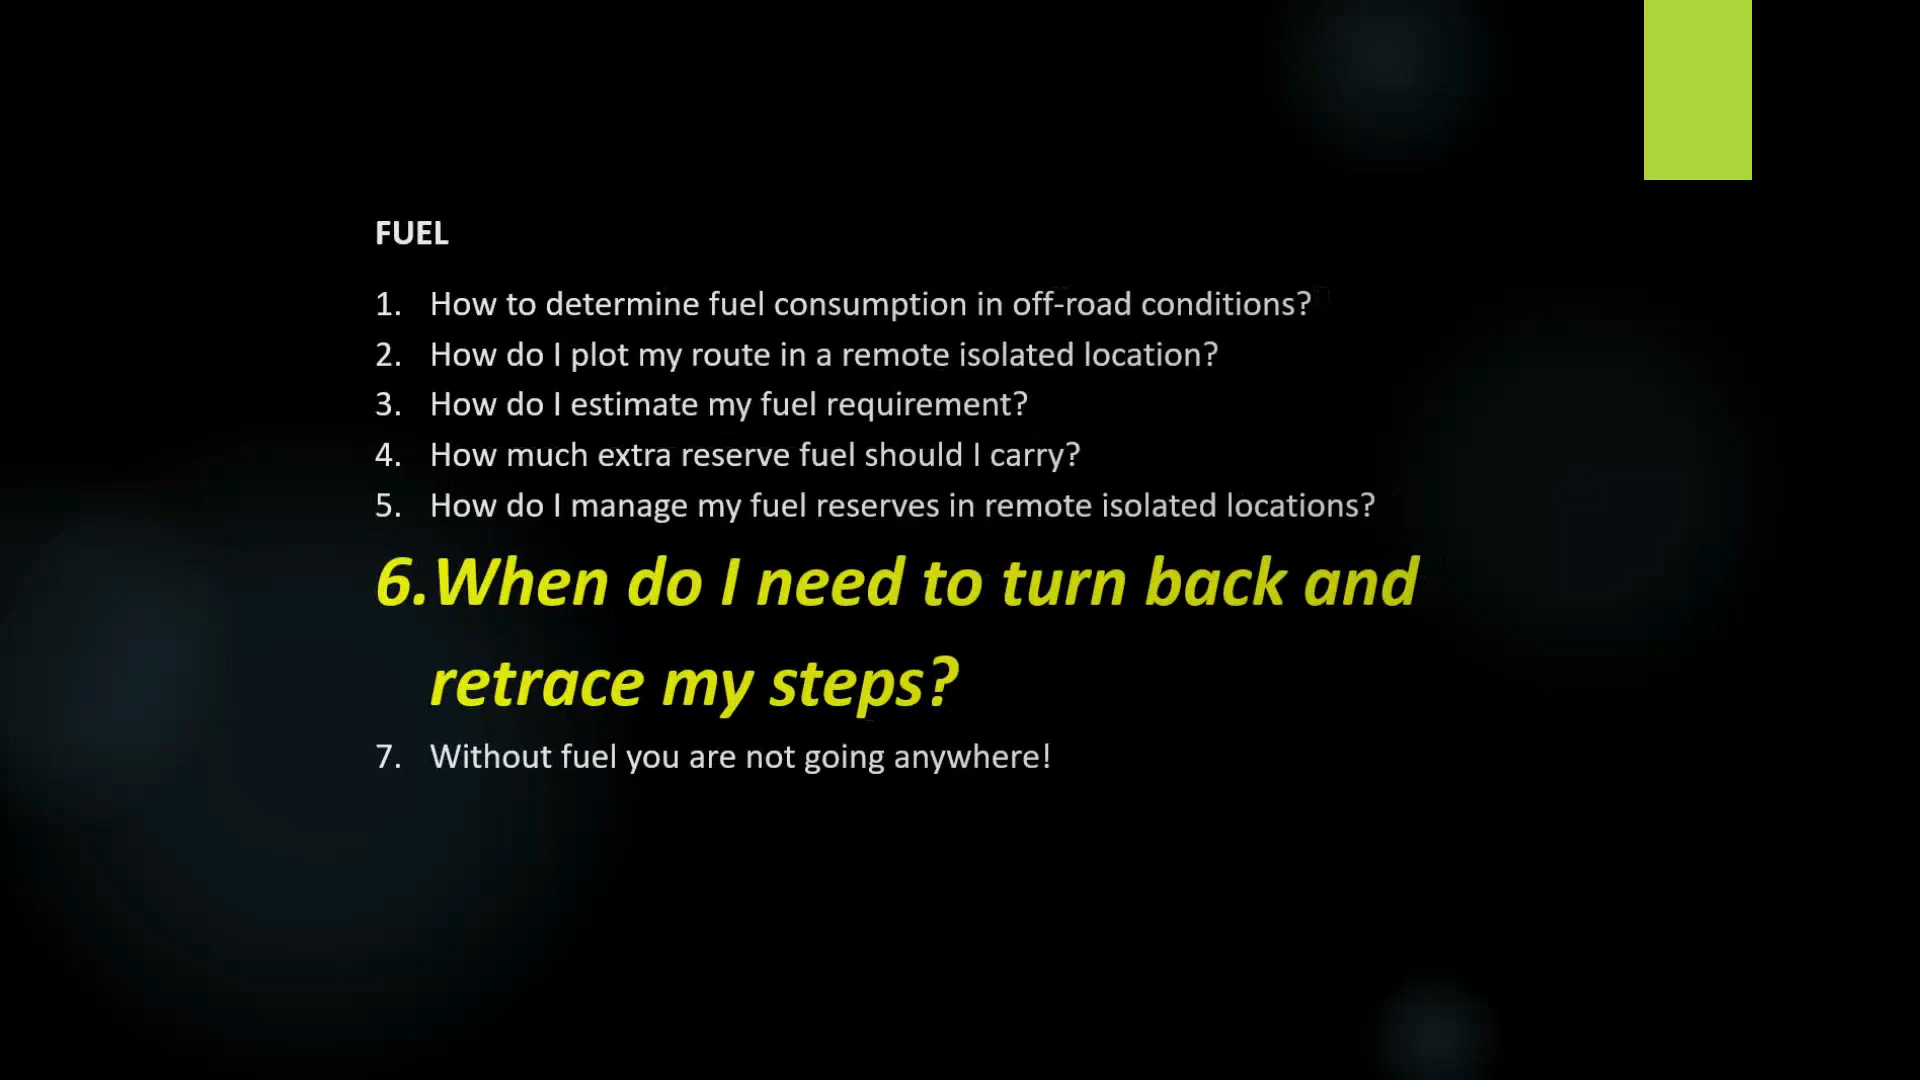 FUEL
1. How to determine fuel consumption in off-road conditions?
2. How do I plot my route in a remote isolated location?
3. How do I estimate my fuel requirement?
4. How much extra reserve fuel should I carry?
5. How do I manage my fuel reserves in remote isolated locations?
6. When do I need to turn back and
retrace my steps?
7. Without fuel you are not going anywhere!